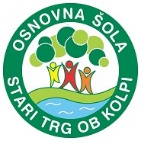 OSNOVNA ŠOLA
STARI TRG OB KOLPI